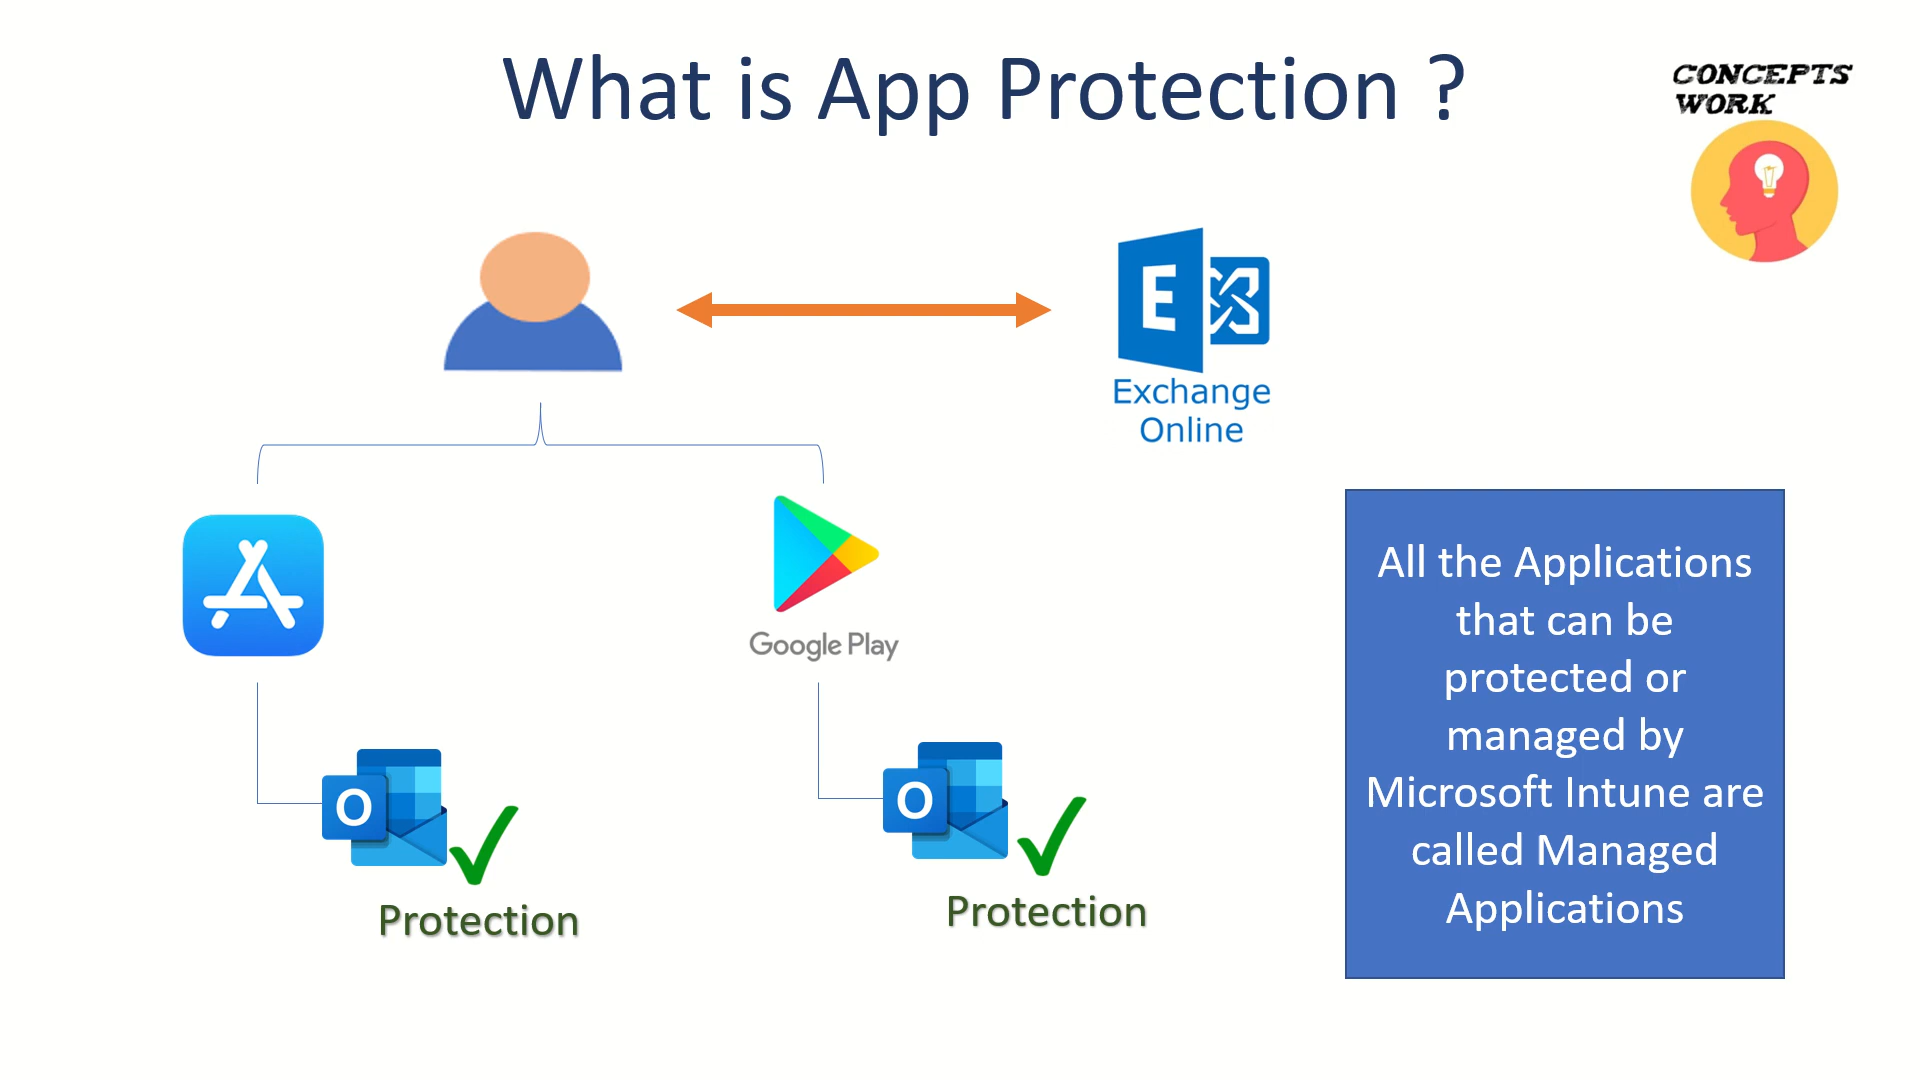 What is App Protection ?
CONCEPTS
WORK
E
Exchange
Online
Google Play
O
Protection
O
Protection
All the Applications
that can be
protected or
managed by
Microsoft Intune are
called Managed
Applications